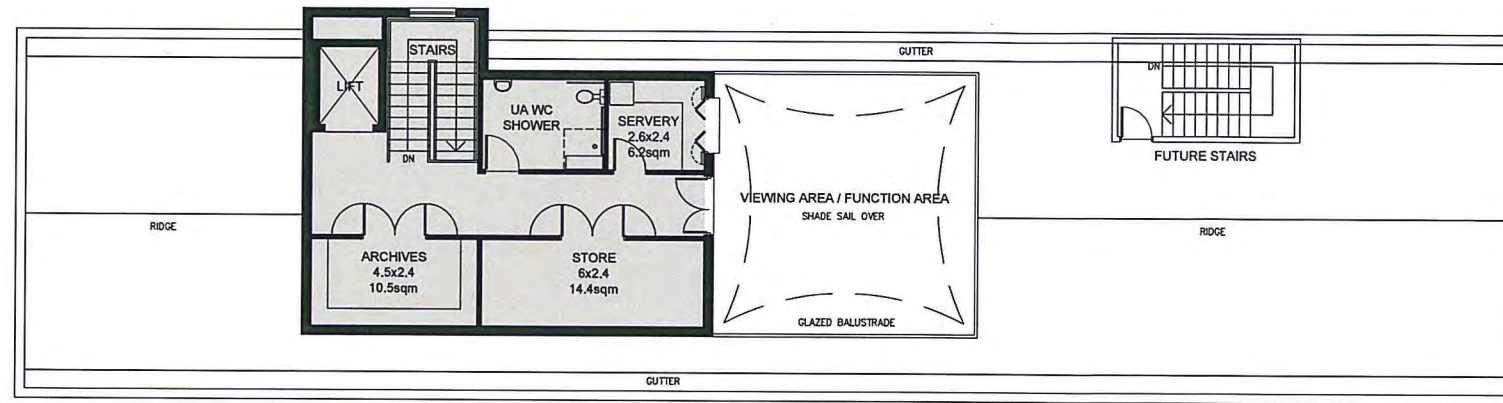 STAIRS
GUTTER
LIFT
DN
UA WC
SHOWER
SERVERY
2.6x2.4
6.2sqm
DN
FUTURE STAIRS
DN
VIEWING AREA / FUNCTION AREA
SHADE SAIL OVER
RIDGE
RIDGE
ARCHIVES
4.5x2.4
10.5sqm
STORE
6x2.4
14.4sqm
GLAZED BALUSTRADE
GUTTER